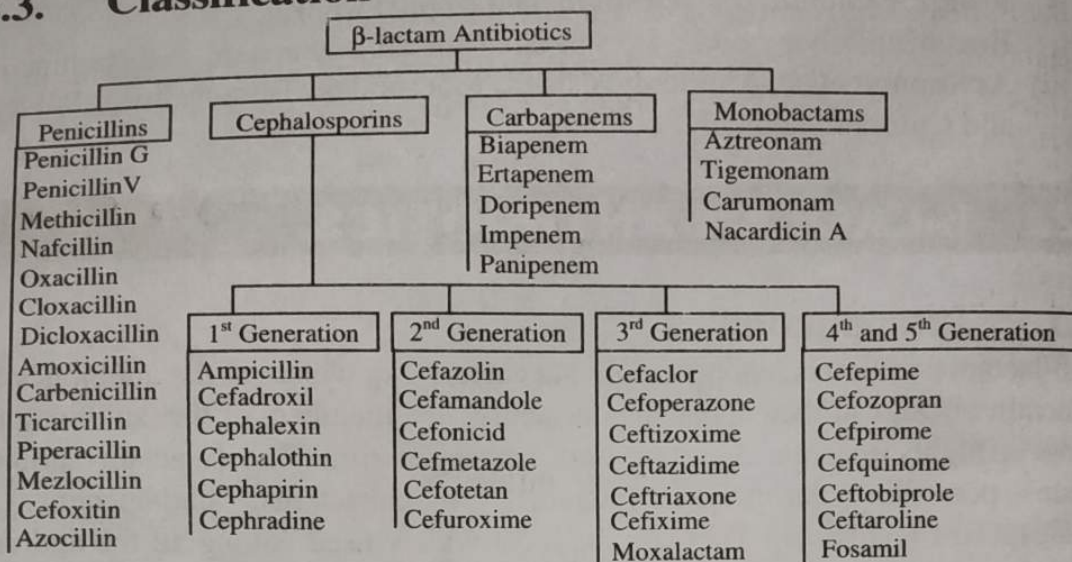 .3. Classification
β-lactam Antibiotics
Penicillins
Penicillin G
Penicillin V
Methicillin
Nafcillin
Oxacillin
Cloxacillin
Dicloxacillin
Amoxicillin
Carbenicillin
Ticarcillin
Piperacillin
Mezlocillin
Cefoxitin
Azocillin
Cephalosporins
Carbapenems
Biapenem
Ertapenem
Doripenem
Impenem
Panipenem
Monobactams
Aztreonam
Tigemonam
Carumonam
Nacardicin A
1st Generation
Ampicillin
Cefadroxil
Cephalexin
Cephalothin
Cephapirin
Cephradine
2nd Generation
Cefazolin
Cefamandole
Cefonicid
Cefmetazole
Cefotetan
Cefuroxime
3rd Generation
Cefaclor
Cefoperazone
Ceftizoxime
Ceftazidime
Ceftriaxone
Cefixime
Moxalactam
4th and 5th Generation
Cefepime
Cefozopran
Cefpirome
Cefquinome
Ceftobiprole
Ceftaroline
Fosamil